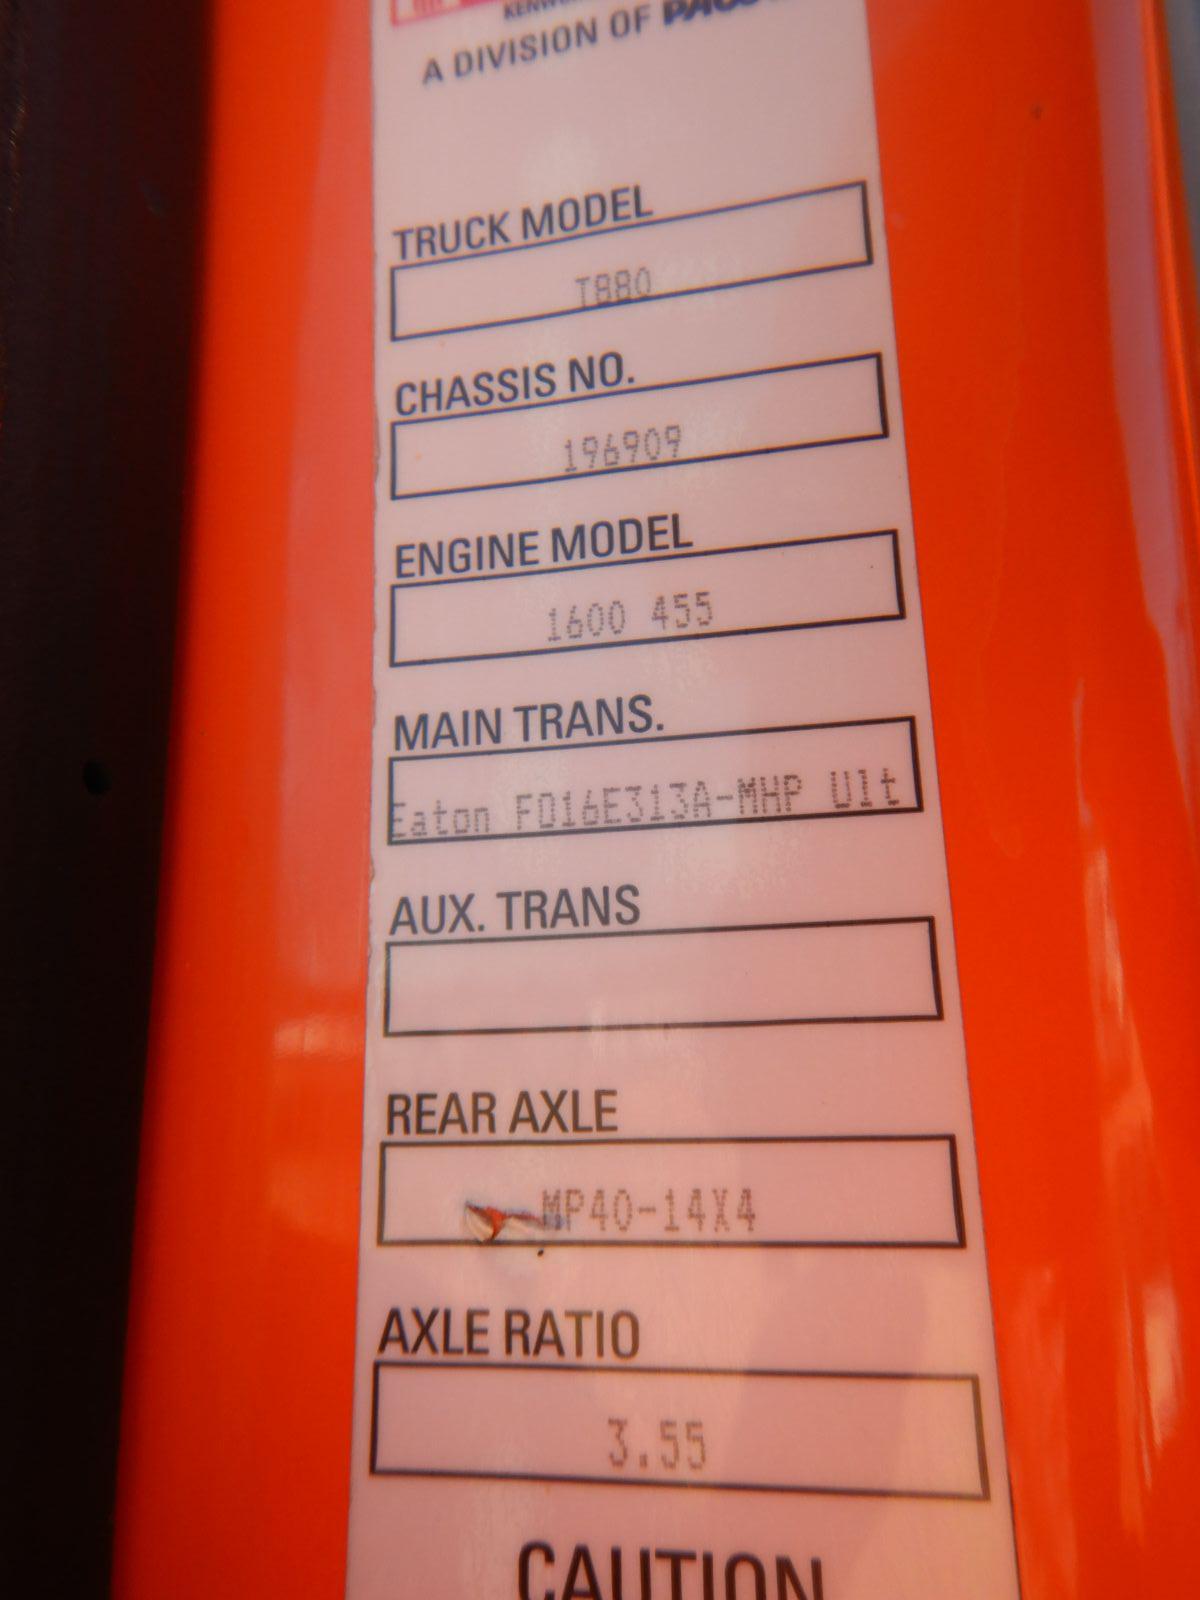 A DIVISION OF
TRUCK MODEL
T880
CHASSIS NO.
196909
ENGINE MODEL
1600 455
MAIN TRANS.
Eaton FO16E313A-MHP Ult
AUX. TRANS
REAR AXLE
MP40-14X4
AXLE RATIO
3.55
CAUTION